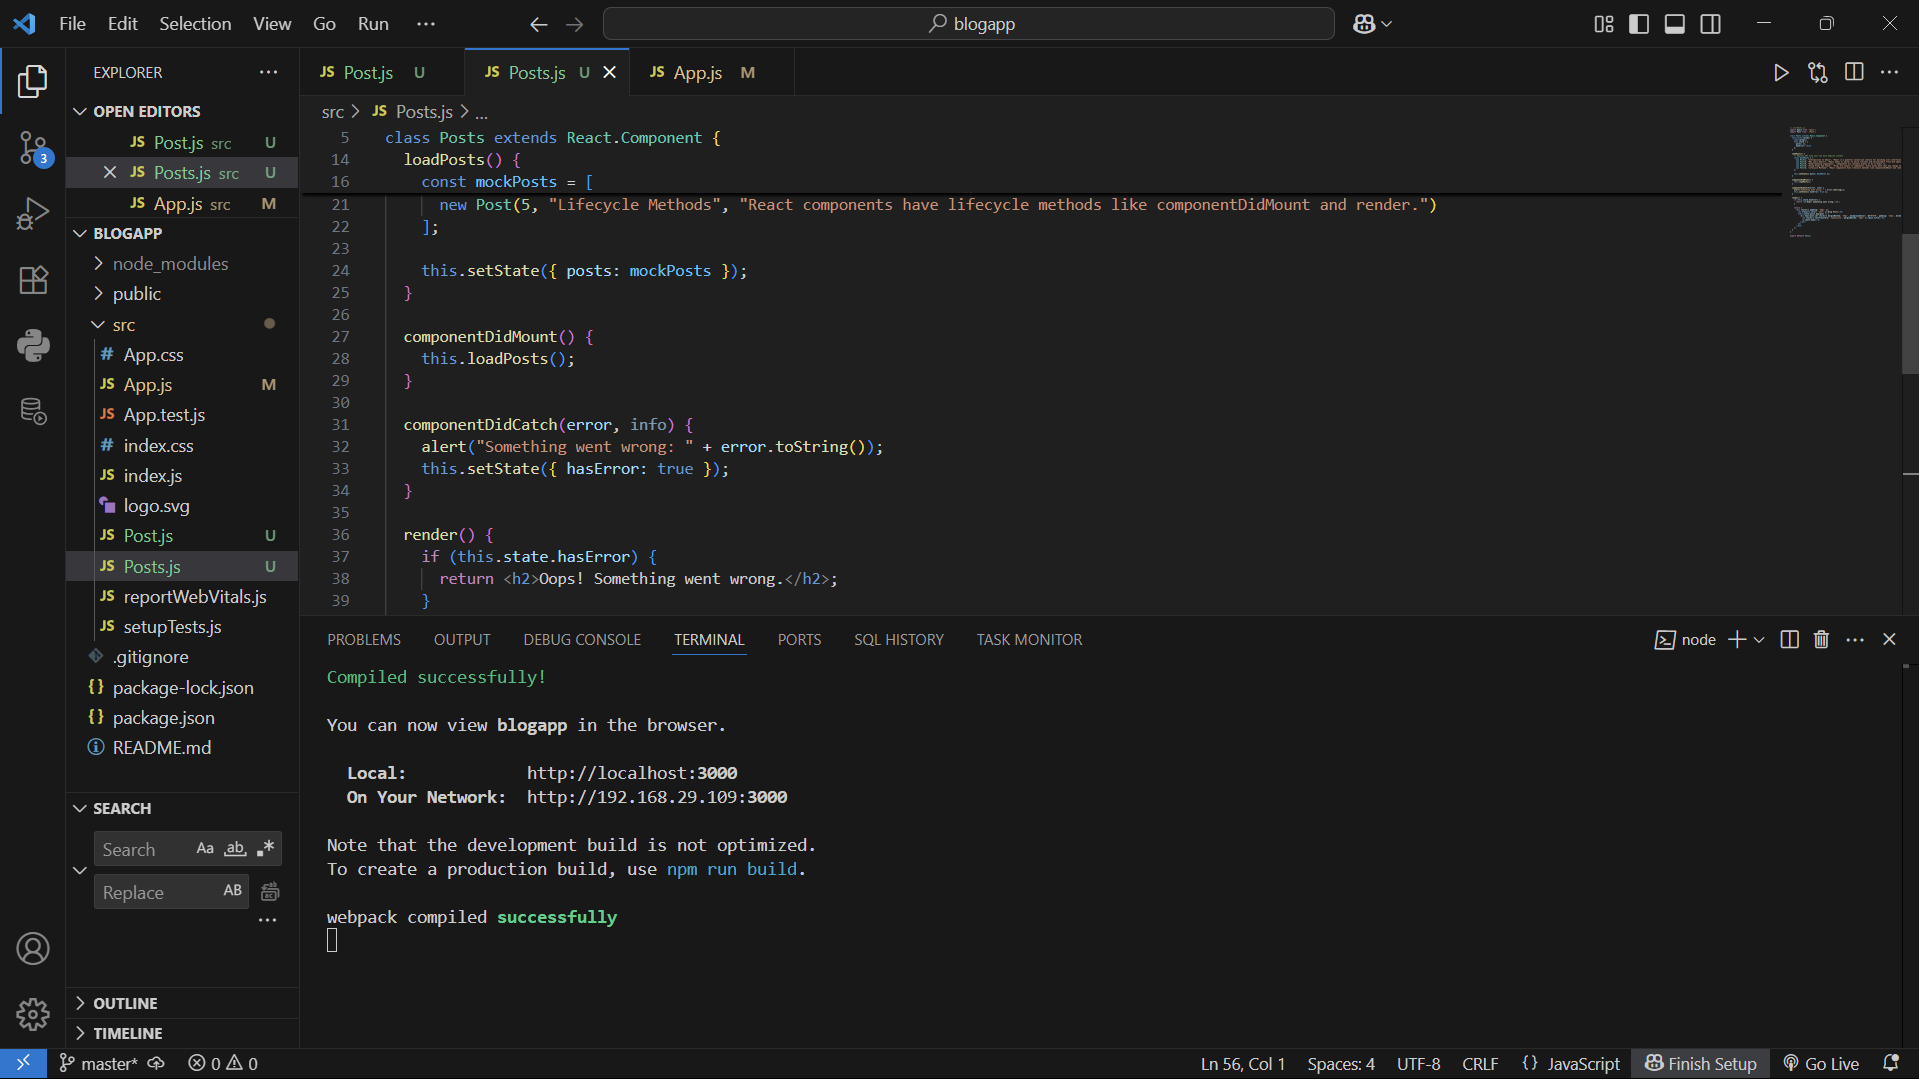 File Edit Selection View Go Run ···
blogapp
EXPLORER
OPEN EDITORS
JS Post.js src U
JS Posts.js src U
JS App.js src M
BLOGAPP
node_modules
public
src
# App.css
JS App.js M
JS App.test.js
# index.css
JS index.js
logo.svg
JS Post.js U
JS Posts.js U
JS reportWebVitals.js
JS setupTests.js
.gitignore
{} package-lock.json
{} package.json
README.md
SEARCH
Search Aa ab .*
Replace AB
OUTLINE
TIMELINE
3
JS Post.js U
JS Posts.js U
JS App.js M
src > JS Posts.js > ...
5 class Posts extends React.Component {
14 loadPosts() {
16 const mockPosts = [
21 new Post(5, "Lifecycle Methods", "React components have lifecycle methods like componentDidMount and render.")
22 ];
23
24 this.setState({ posts: mockPosts });
25 }
26
27 componentDidMount() {
28 this.loadPosts();
29 }
30
31 componentDidCatch(error, info) {
32 alert("Something went wrong: " + error.toString());
33 this.setState({ hasError: true });
34 }
35
36 render() {
37 if (this.state.hasError) {
38 return <h2>Oops! Something went wrong.</h2>;
39 }
PROBLEMS OUTPUT DEBUG CONSOLE TERMINAL PORTS SQL HISTORY TASK MONITOR
node
Compiled successfully!
You can now view blogapp in the browser.
Local: http://localhost:3000
On Your Network: http://192.168.29.109:3000
Note that the development build is not optimized.
To create a production build, use npm run build.
webpack compiled successfully
master* 0 0
Ln 56, Col 1 Spaces: 4 UTF-8 CRLF {} JavaScript Finish Setup Go Live